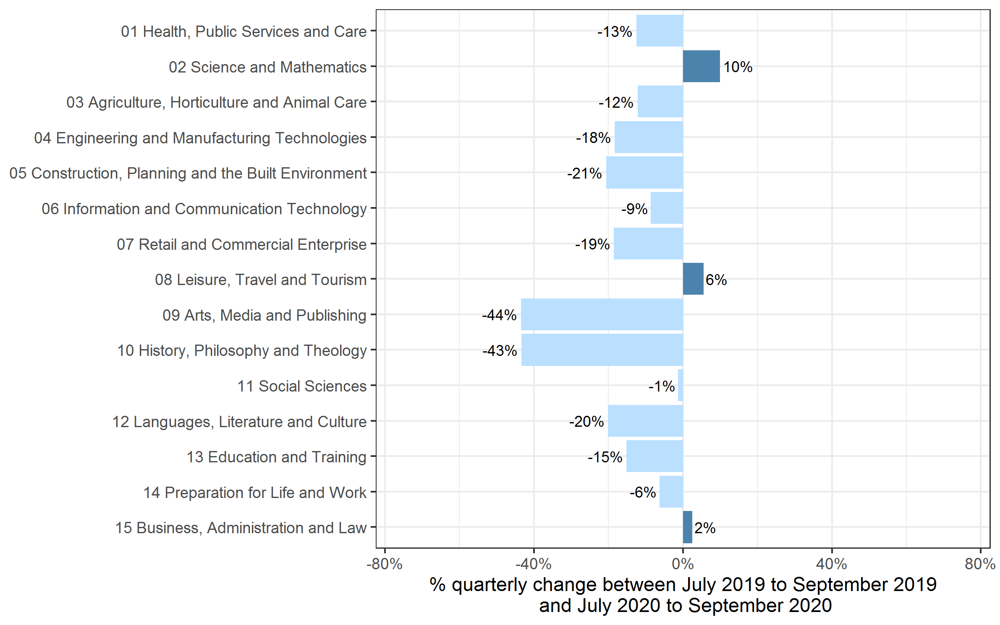 01 Health, Public Services and Care
-13%
02 Science and Mathematics
10%
03 Agriculture, Horticulture and Animal Care
-12%
04 Engineering and Manufacturing Technologies
-18%
05 Construction, Planning and the Built Environment
-21%
06 Information and Communication Technology
-9%
07 Retail and Commercial Enterprise
-19%
08 Leisure, Travel and Tourism
6%
09 Arts, Media and Publishing
-44%
10 History, Philosophy and Theology
-43%
11 Social Sciences
-1%
12 Languages, Literature and Culture
-20%
13 Education and Training
-15%
14 Preparation for Life and Work
-6%
15 Business, Administration and Law
2%
-80% -40% 0% 40% 80%
% quarterly change between July 2019 to September 2019
and July 2020 to September 2020